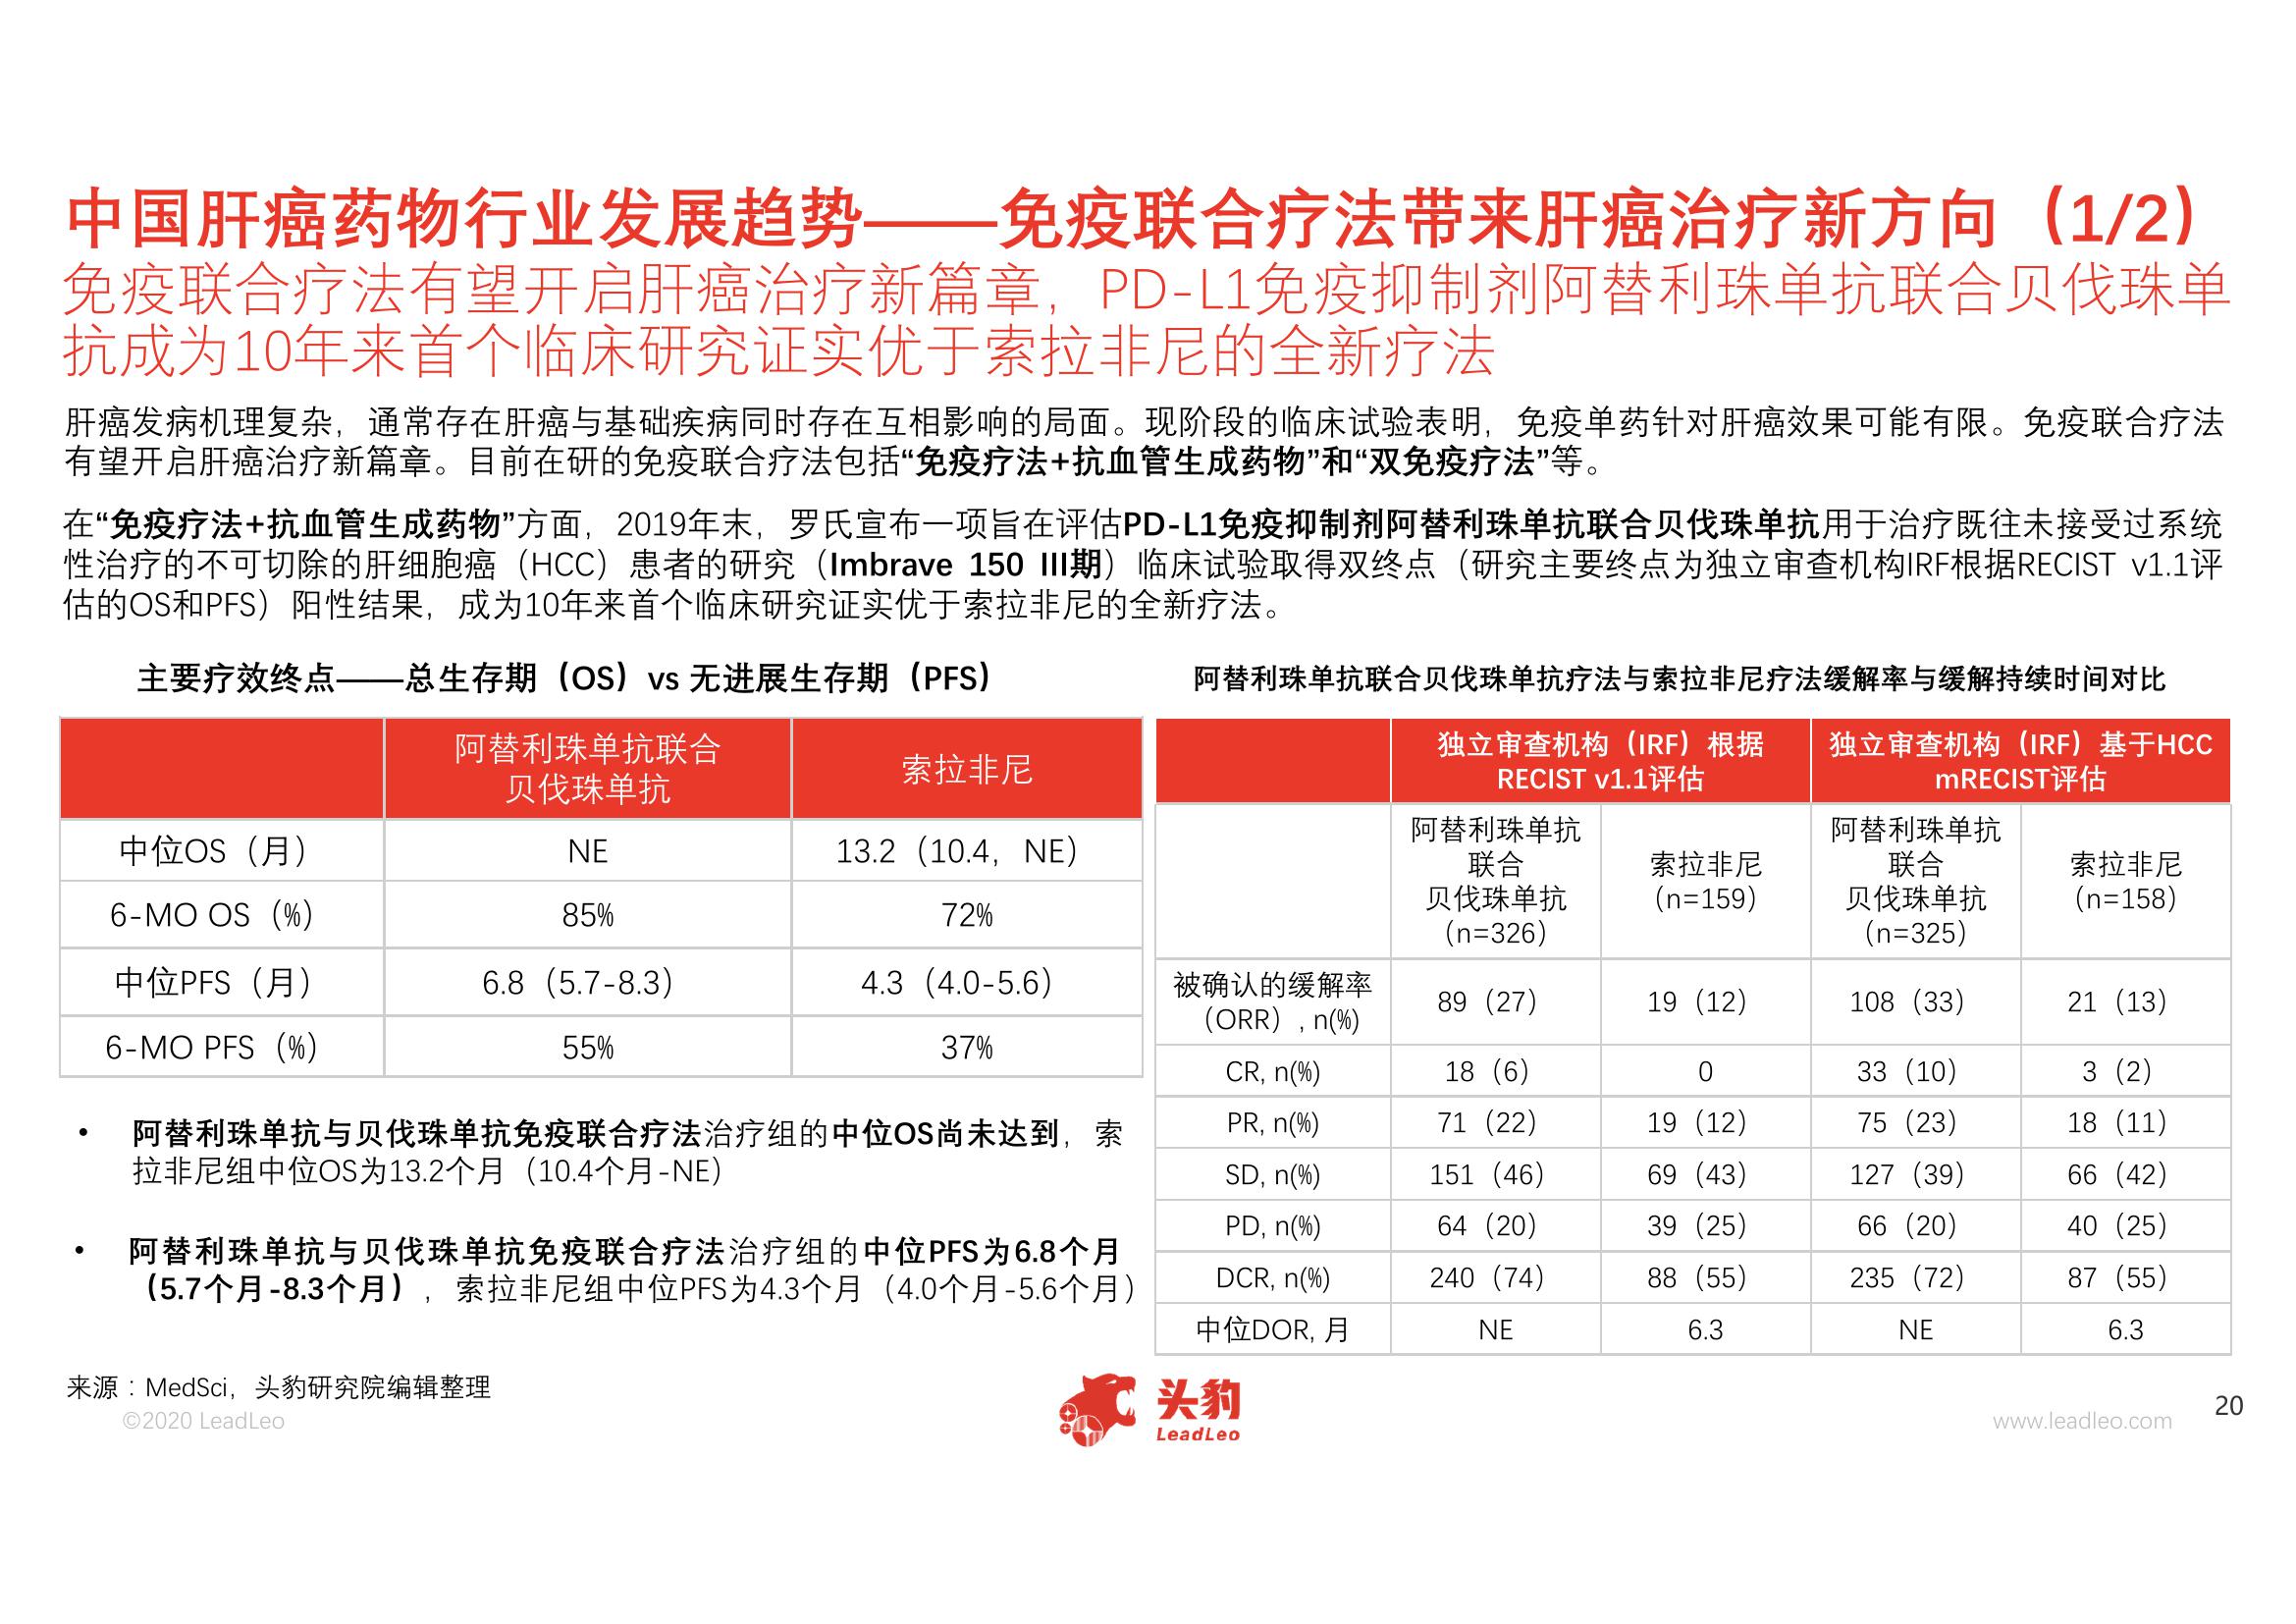 中国肝癌药物行业发展趋势——免疫联合疗法带来肝癌治疗新方向（1/2）
免疫联合疗法有望开启肝癌治疗新篇章，PD-L1免疫抑制剂阿替利珠单抗联合贝伐珠单
抗成为10年来首个临床研究证实优于索拉非尼的全新疗法
肝癌发病机理复杂，通常存在肝癌与基础疾病同时存在互相影响的局面。现阶段的临床试验表明，免疫单药针对肝癌效果可能有限。免疫联合疗法
有望开启肝癌治疗新篇章。目前在研的免疫联合疗法包括“免疫疗法+抗血管生成药物”和“双免疫疗法”等。
在“免疫疗法+抗血管生成药物”方面，2019年末，罗氏宣布一项旨在评估PD-L1免疫抑制剂阿替利珠单抗联合贝伐珠单抗用于治疗既往未接受过系统
性治疗的不可切除的肝细胞癌（HCC）患者的研究（Imbrave 150 III期）临床试验取得双终点（研究主要终点为独立审查机构IRF根据RECIST v1.1评
估的OS和PFS）阳性结果，成为10年来首个临床研究证实优于索拉非尼的全新疗法。
主要疗效终点——总生存期（OS）vs 无进展生存期（PFS）
阿替利珠单抗联合 索拉非尼
贝伐珠单抗
中位OS（月） NE 13.2（10.4，NE）
6-MO OS（%） 85% 72%
中位PFS（月） 6.8（5.7-8.3） 4.3（4.0-5.6）
6-MO PFS（%） 55% 37%
• 阿替利珠单抗与贝伐珠单抗免疫联合疗法治疗组的中位OS尚未达到，索
拉非尼组中位OS为13.2个月（10.4个月-NE）
• 阿替利珠单抗与贝伐珠单抗免疫联合疗法治疗组的中位PFS为6.8个月
（5.7个月-8.3个月），索拉非尼组中位PFS为4.3个月（4.0个月-5.6个月）
阿替利珠单抗联合贝伐珠单抗疗法与索拉非尼疗法缓解率与缓解持续时间对比
独立审查机构（IRF）根据 独立审查机构（IRF）基于HCC
RECIST v1.1评估 mRECIST评估
阿替利珠单抗 阿替利珠单抗
联合 索拉非尼 联合 索拉非尼
贝伐珠单抗 （n=159） 贝伐珠单抗 （n=158）
（n=326） （n=325）
被确认的缓解率
（ORR）, n(%) 89（27） 19（12） 108（33） 21（13）
CR, n(%) 18（6） 0 33（10） 3（2）
PR, n(%) 71（22） 19（12） 75（23） 18（11）
SD, n(%) 151（46） 69（43） 127（39） 66（42）
PD, n(%) 64（20） 39（25） 66（20） 40（25）
DCR, n(%) 240（74） 88（55） 235（72） 87（55）
中位DOR, 月 NE 6.3 NE 6.3
来源：MedSci，头豹研究院编辑整理
©2020 LeadLeo
头豹
LeadLeo
www.leadleo.com
20